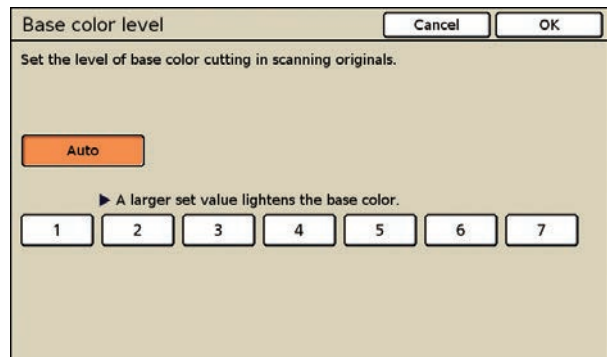 Base color level Cancel OK
Set the level of base color cutting in scanning originals.
Auto
▶ A larger set value lightens the base color.
1 2 3 4 5 6 7